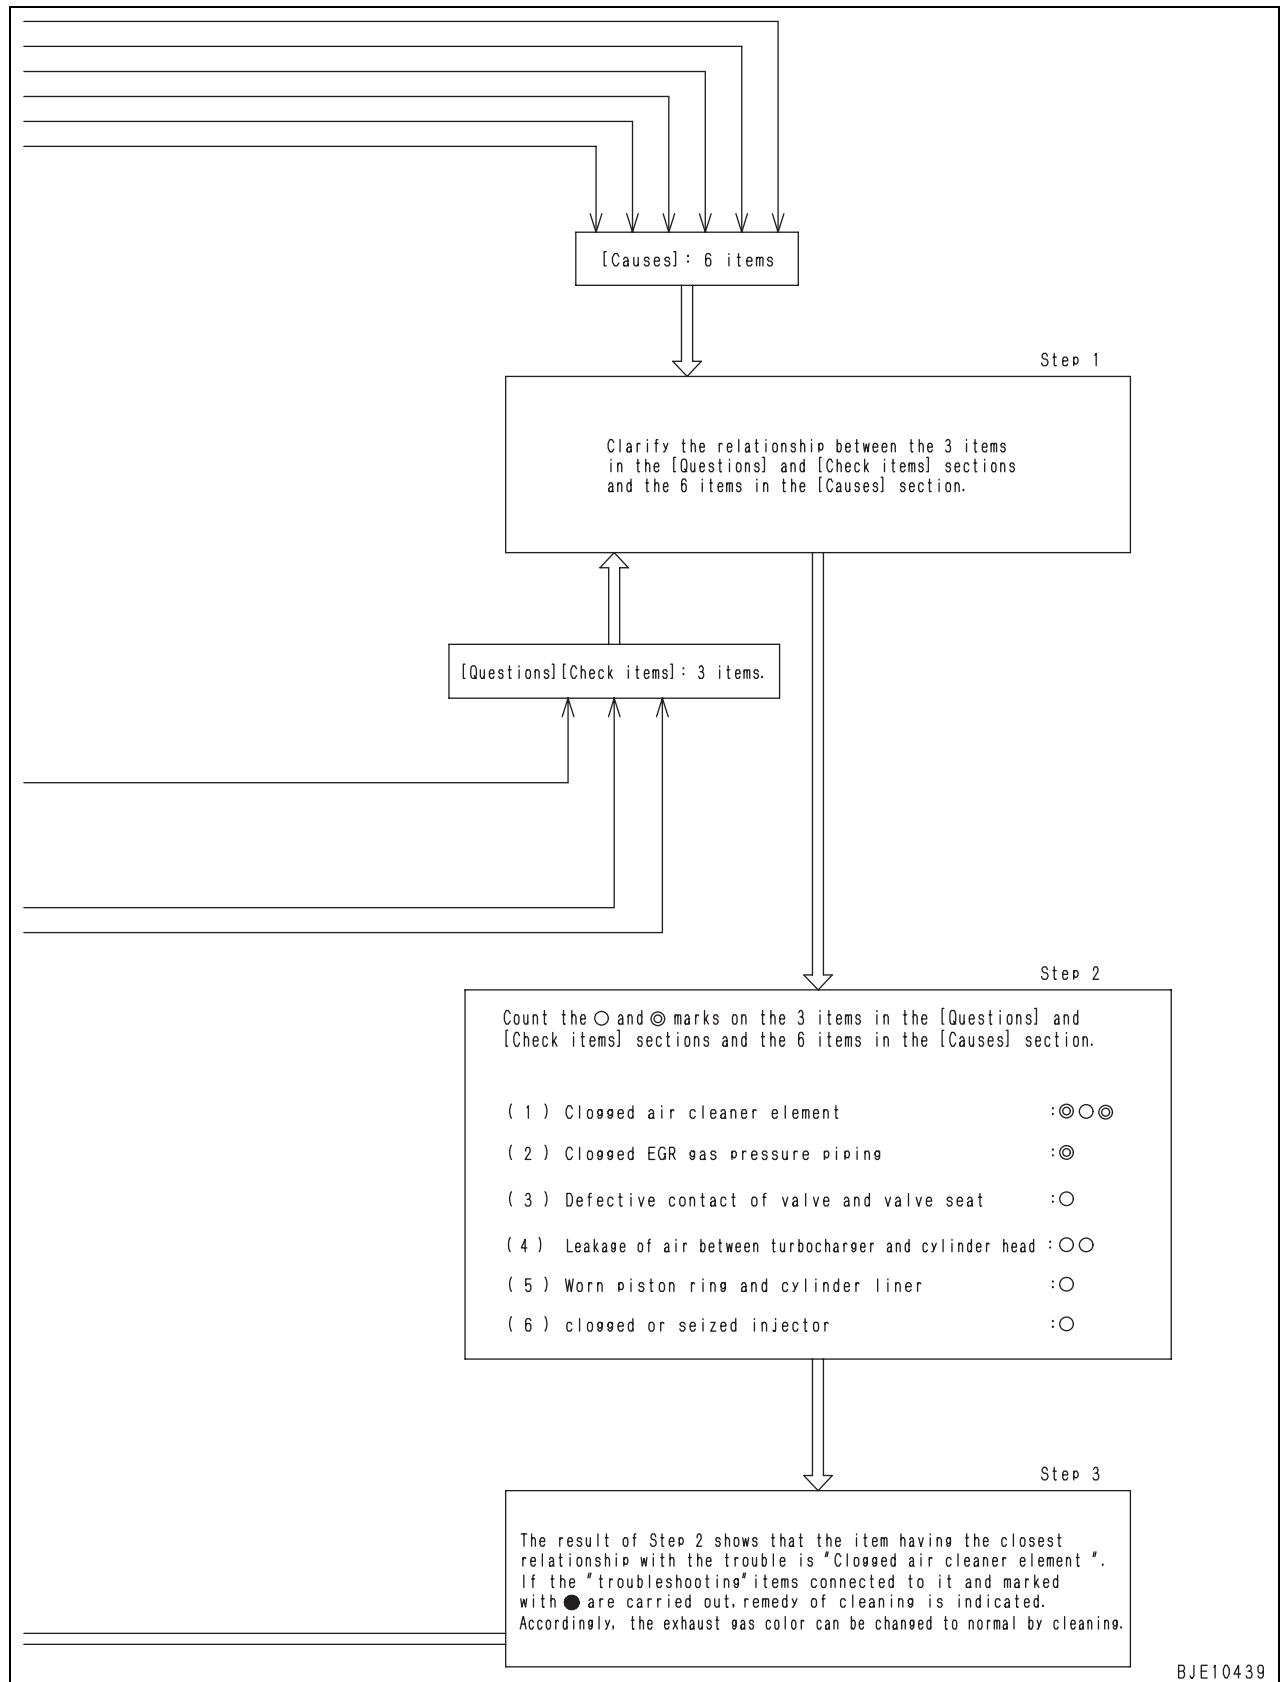 [Causes]: 6 items
Step 1
Clarify the relationship between the 3 items
in the [Questions] and [Check items] sections
and the 6 items in the [Causes] section.
[Questions][Check items]: 3 items.
Step 2
Count the ○ and ◎ marks on the 3 items in the [Questions] and
[Check items] sections and the 6 items in the [Causes] section.
(1) Clogged air cleaner element :◎○◎
(2) Clogged EGR gas pressure piping :◎
(3) Defective contact of valve and valve seat :○
(4) Leakage of air between turbocharger and cylinder head :○○
(5) Worn piston ring and cylinder liner :○
(6) clogged or seized injector :○
Step 3
The result of Step 2 shows that the item having the closest
relationship with the trouble is "Clogged air cleaner element ".
If the "troubleshooting" items connected to it and marked
with ● are carried out, remedy of cleaning is indicated.
Accordingly, the exhaust gas color can be changed to normal by cleaning.
BJE10439